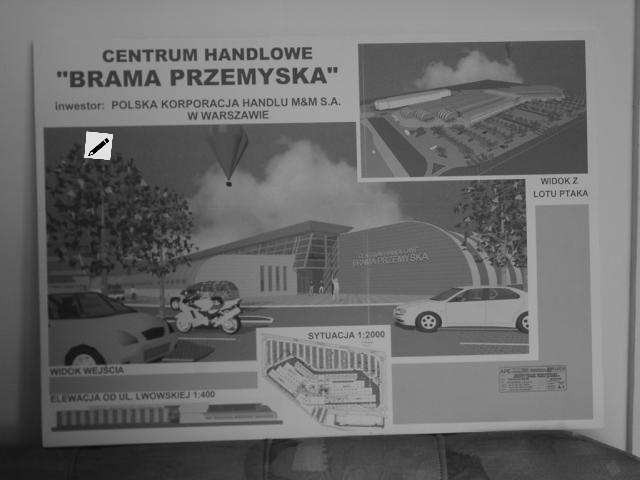 CENTRUM HANDLOWE
"BRAMA PRZEMYSKA"
inwestor: POLSKA KORPORACJA HANDLU M&M S.A.
W WARSZAWIE
WIDOK Z
LOTU PTAKA
CENTRUM HANDLOWE
BRAMA PRZEMYSKA
SYTUACJA 1:2000
WIDOK WEJŚCIA
ELEWACJA OD UL. LWOWSKIEJ 1:400